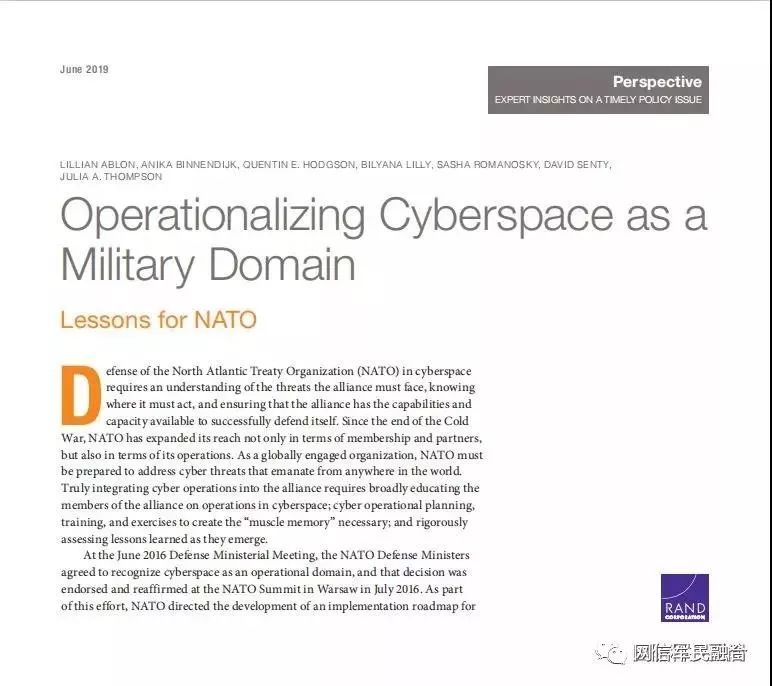 June 2019
Perspective
EXPERT INSIGHTS ON A TIMELY POLICY ISSUE
LILLIAN ABLON, ANIKA BINNENDIJK, QUENTIN E. HODGSON, BILYANA LILLY, SASHA ROMANOSKY, DAVID SENTY,
JULIA A. THOMPSON
Operationalizing Cyberspace as a
Military Domain
Lessons for NATO
Defense of the North Atlantic Treaty Organization (NATO) in cyberspace
requires an understanding of the threats the alliance must face, knowing
where it must act, and ensuring that the alliance has the capabilities and
capacity available to successfully defend itself. Since the end of the Cold
War, NATO has expanded its reach not only in terms of membership and partners,
but also in terms of its operations. As a globally engaged organization, NATO must
be prepared to address cyber threats that emanate from anywhere in the world.
Truly integrating cyber operations into the alliance requires broadly educating the
members of the alliance on operations in cyberspace; cyber operational planning,
training, and exercises to create the “muscle memory” necessary; and rigorously
assessing lessons learned as they emerge.
At the June 2016 Defense Ministerial Meeting, the NATO Defense Ministers
agreed to recognize cyberspace as an operational domain, and that decision was
endorsed and reaffirmed at the NATO Summit in Warsaw in July 2016. As part
of this effort, NATO directed the development of an implementation roadmap for
RAND
CORPORATION
网信军民融合